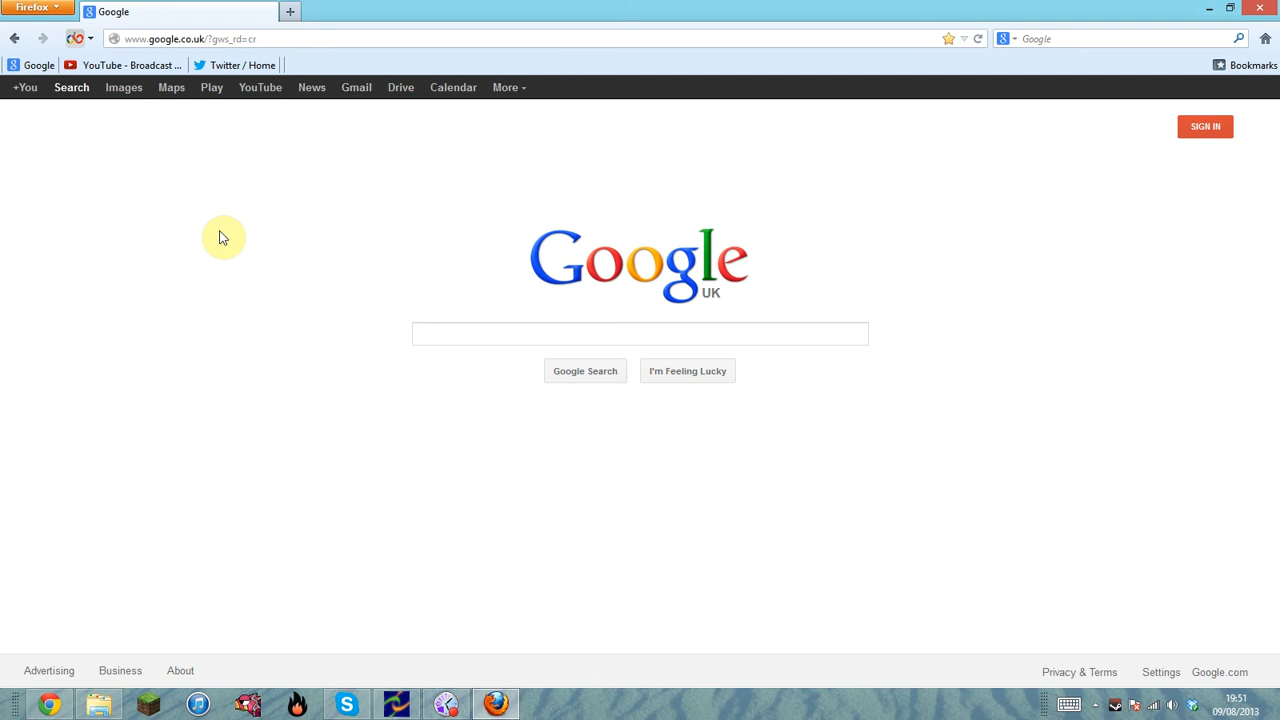 Firefox
Google
www.google.co.uk/?gws_rd=cr
Google
Google
YouTube - Broadcast ...
Twitter / Home
Bookmarks
+You
Search
Images
Maps
Play
YouTube
News
Gmail
Drive
Calendar
More
SIGN IN
Google
UK
Google Search
I'm Feeling Lucky
Advertising
Business
About
Privacy & Terms
Settings
Google.com
19:51
09/08/2013